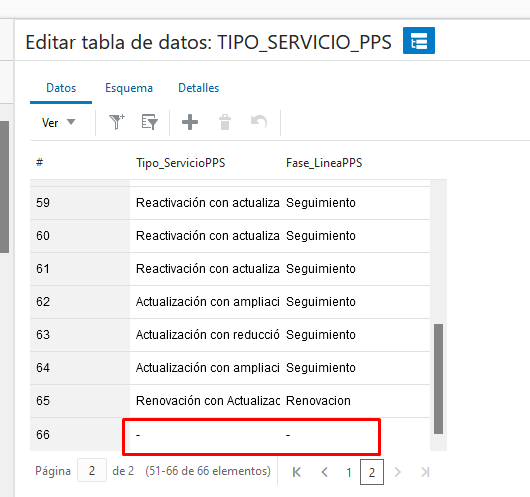 Editar tabla de datos: TIPO_SERVICIO_PPS
Datos Esquema Detalles
Ver
# Tipo_ServicioPPS Fase_LineaPPS
59 Reactivación con actualiza Seguimiento
60 Reactivación con actualiza Seguimiento
61 Reactivación con actualiza Seguimiento
62 Actualización con ampliaci Seguimiento
63 Actualización con reducció Seguimiento
64 Actualización con ampliaci Seguimiento
65 Renovación con Actualizac Renovacion
66 - -
Página 2 de 2 (51-66 de 66 elementos) 1 2